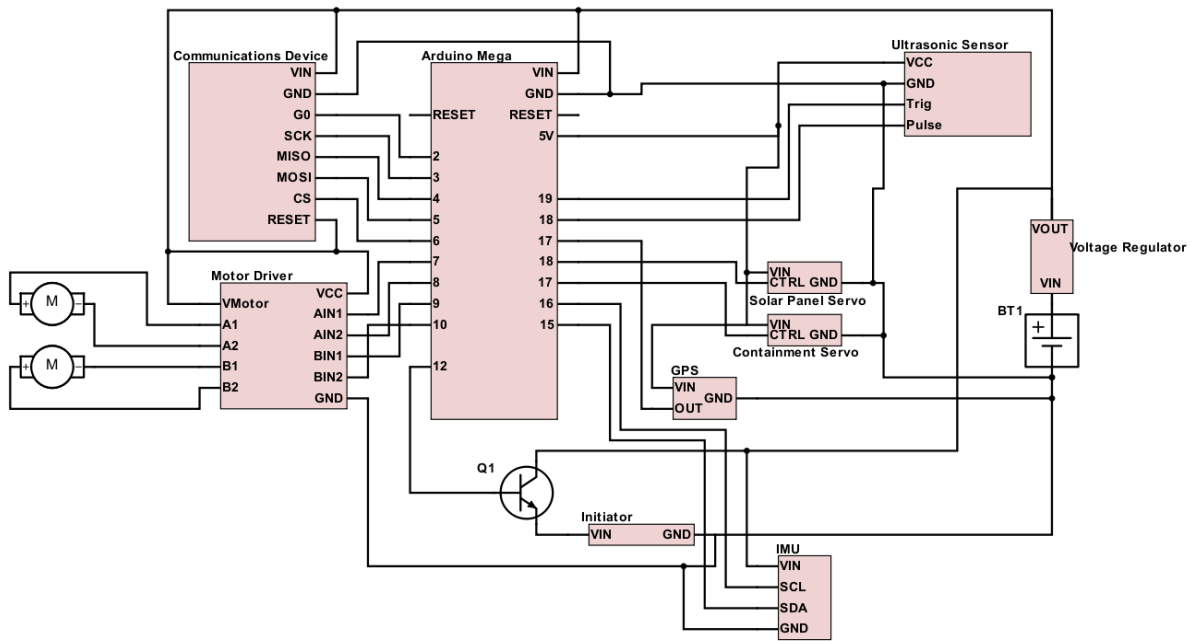 Communications Device
VIN
GND
G0
SCK
MISO
MOSI
CS
RESET
Arduino Mega
RESET
2
3
4
5
6
7
8
9
10
12
VIN
GND
RESET
5V
19
18
17
18
17
16
15
Ultrasonic Sensor
VCC
GND
Trig
Pulse
VOUT
Voltage Regulator
VIN
BT1
+
Motor Driver
VMotor
A1
A2
B1
B2
VCC
AIN1
AIN2
BIN1
BIN2
GND
+ M -
+ M -
VIN
CTRL GND
Solar Panel Servo
VIN
CTRL GND
Containment Servo
GPS
VIN
GND
OUT
Q1
Initiator
VIN GND
IMU
VIN
SCL
SDA
GND